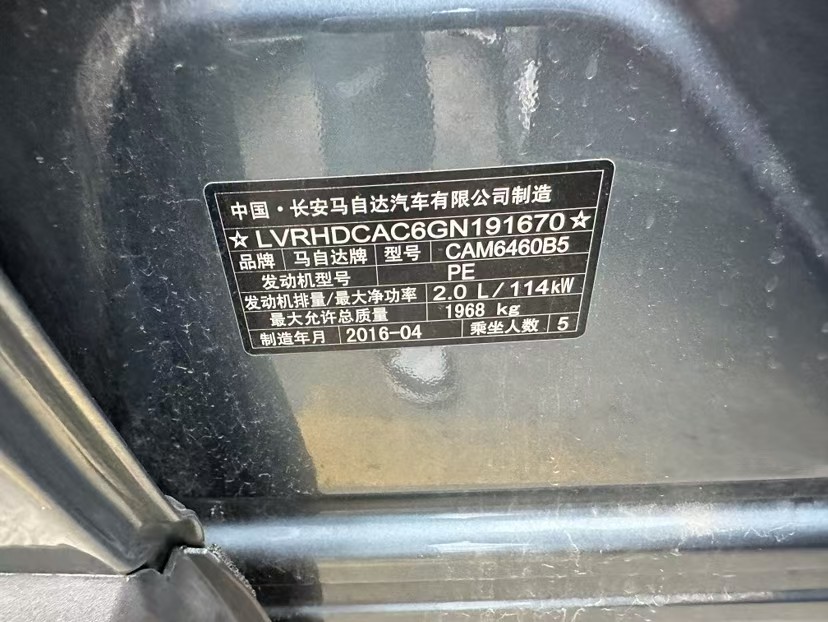 中国·长安马自达汽车有限公司制造
☆LVRHDCAC6GN191670☆
品牌 马自达牌 型号 CAM6460B5
发动机型号 PE
发动机排量/最大净功率 2.0 L/114kW
最大允许总质量 1968 kg
制造年月 2016-04 乘坐人数 5